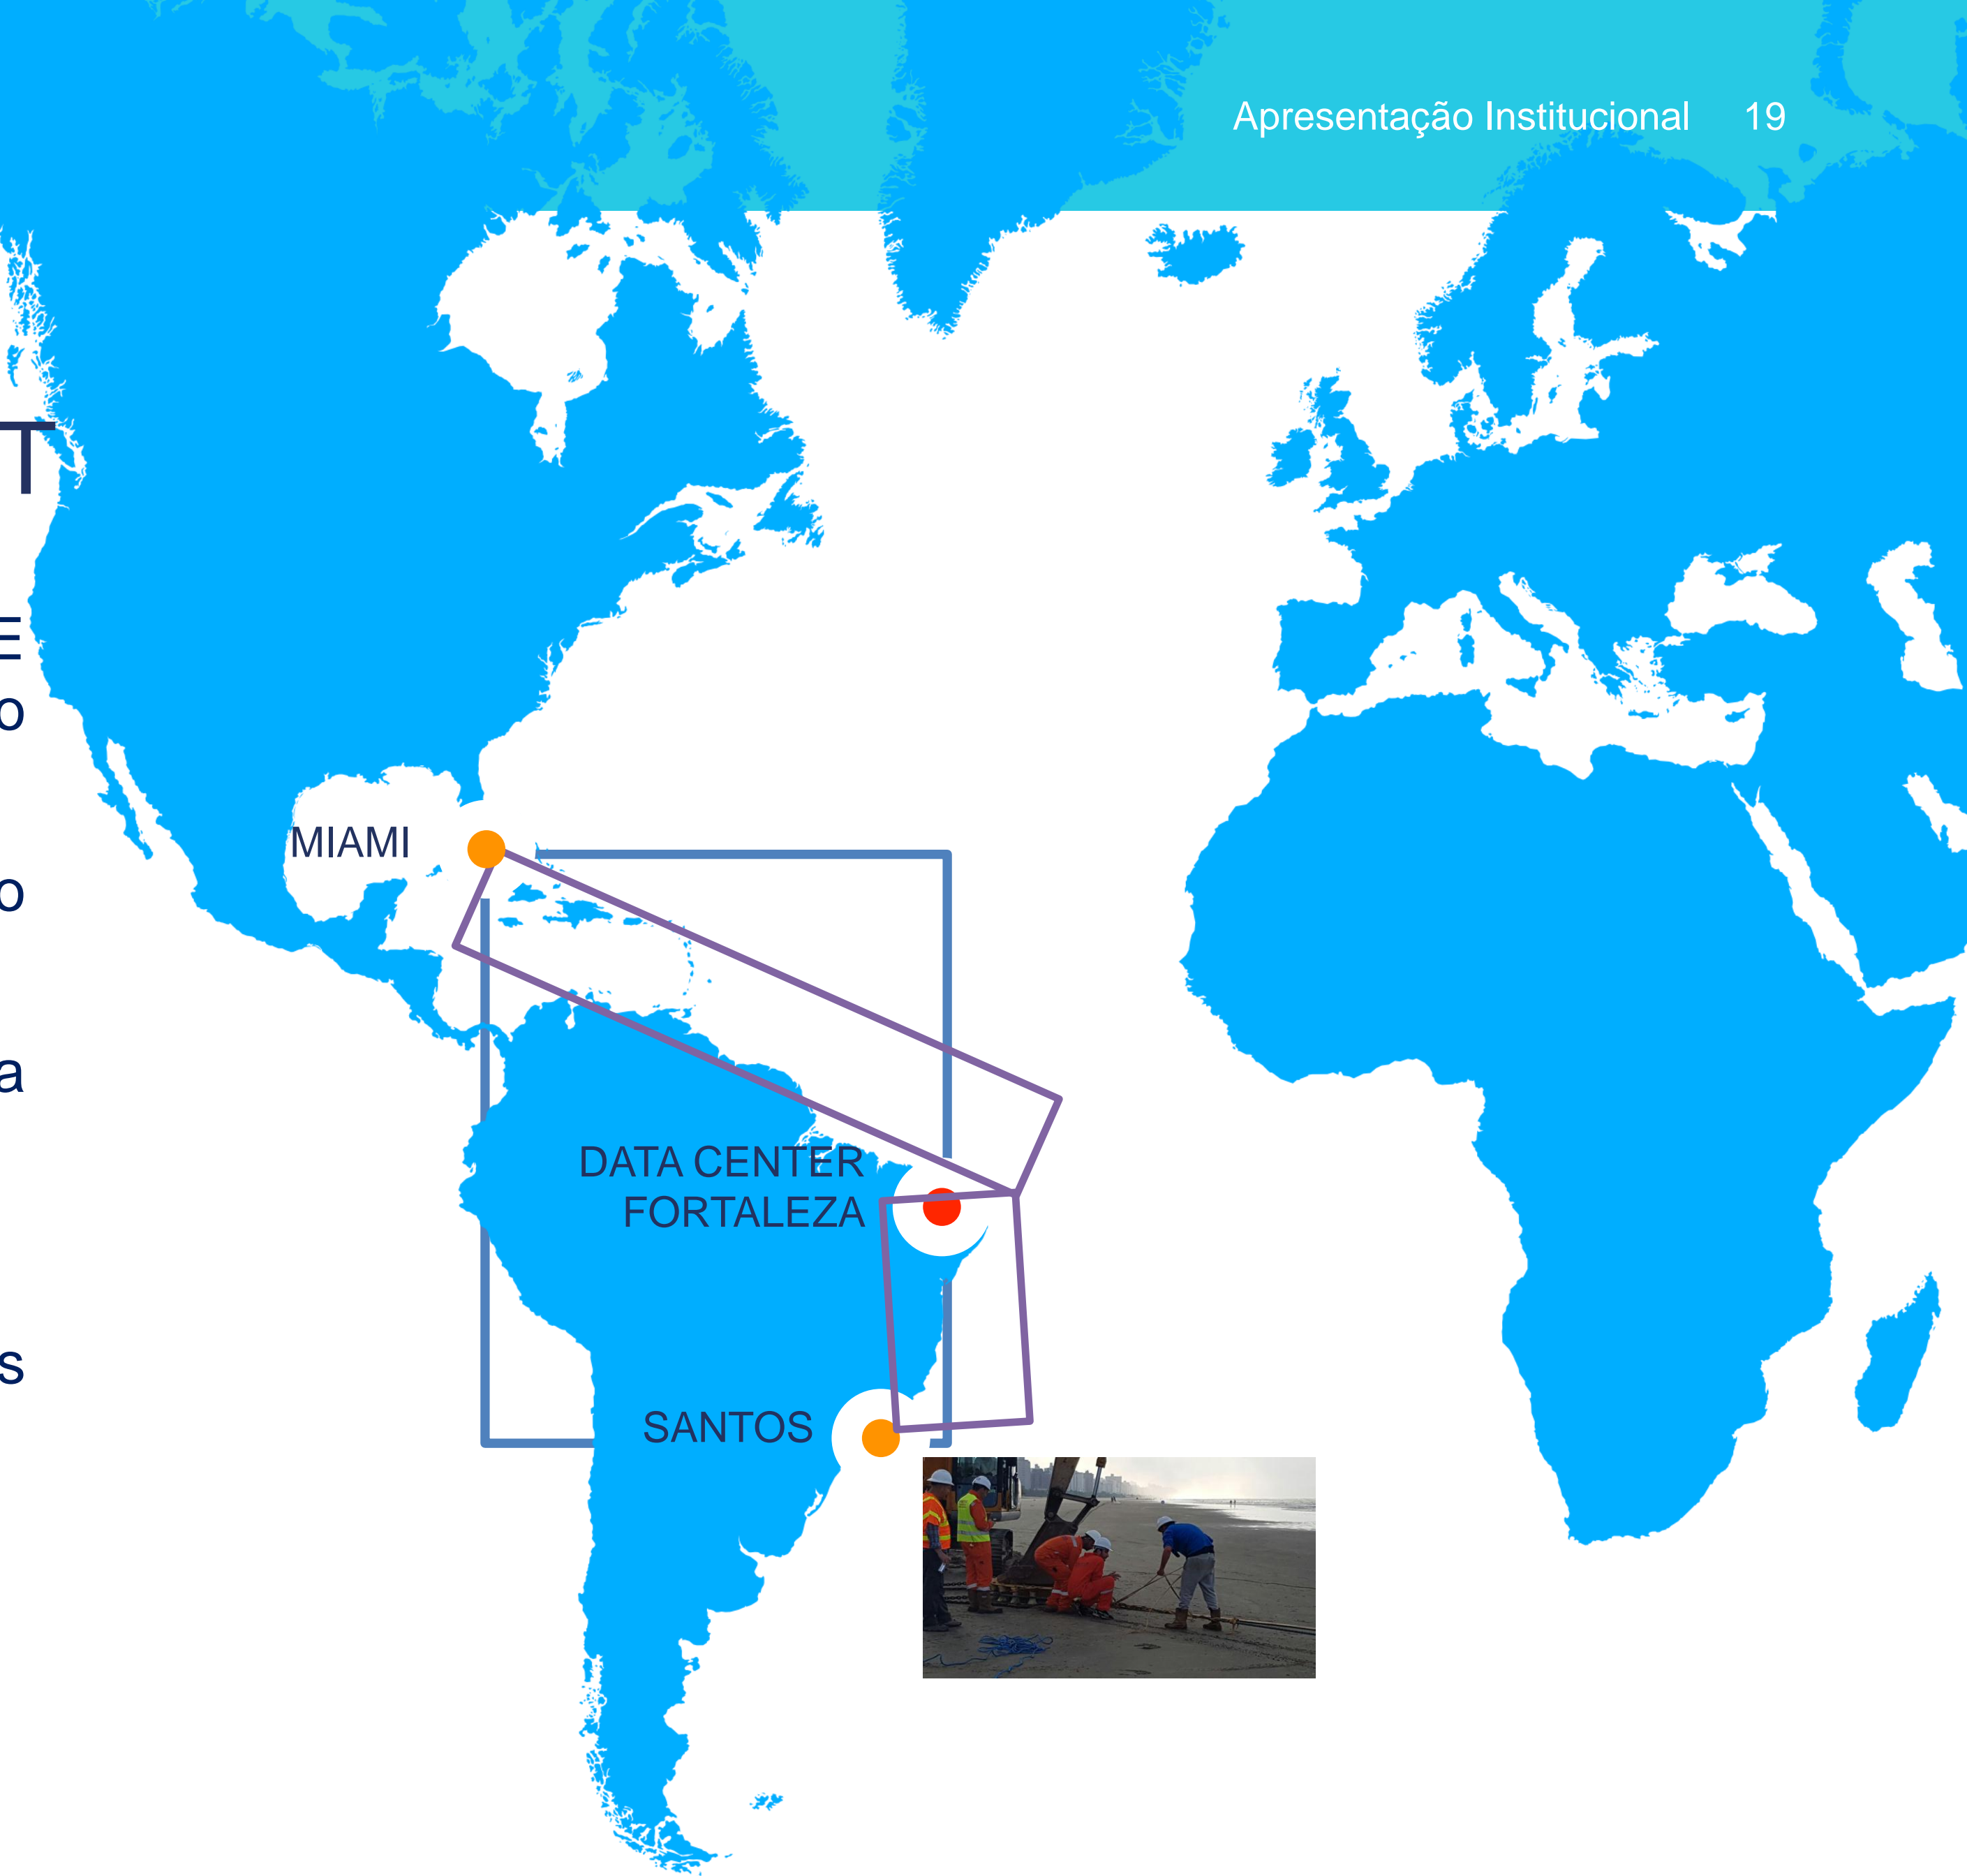 Apresentação Institucional 19
T
E
o
MIAMI
o
a
DATA CENTER
FORTALEZA
s
SANTOS